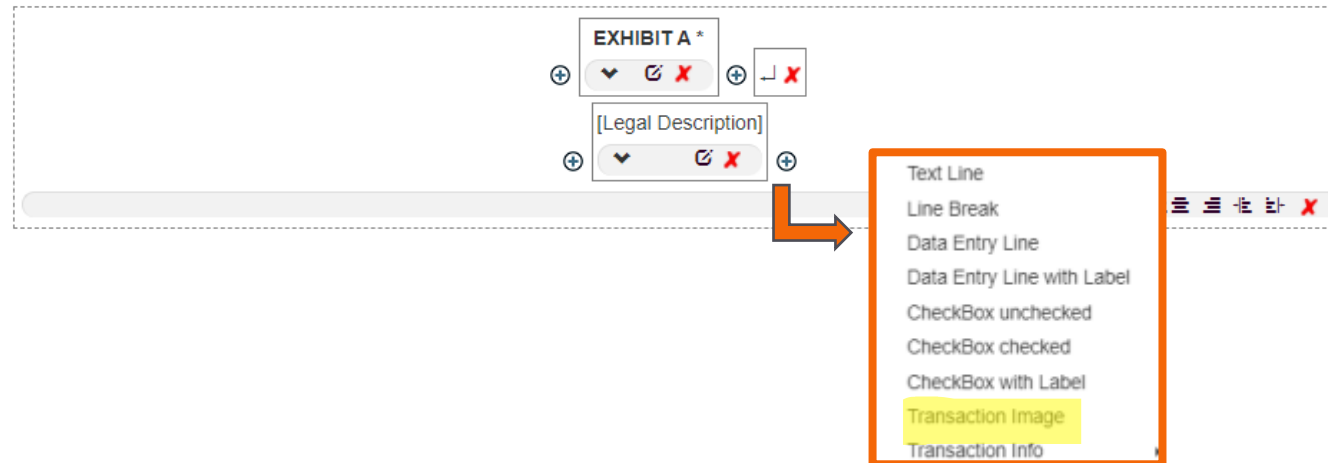 EXHIBIT A *
[Legal Description]
Text Line
Line Break
Data Entry Line
Data Entry Line with Label
CheckBox unchecked
CheckBox checked
CheckBox with Label
Transaction Image
Transaction Info